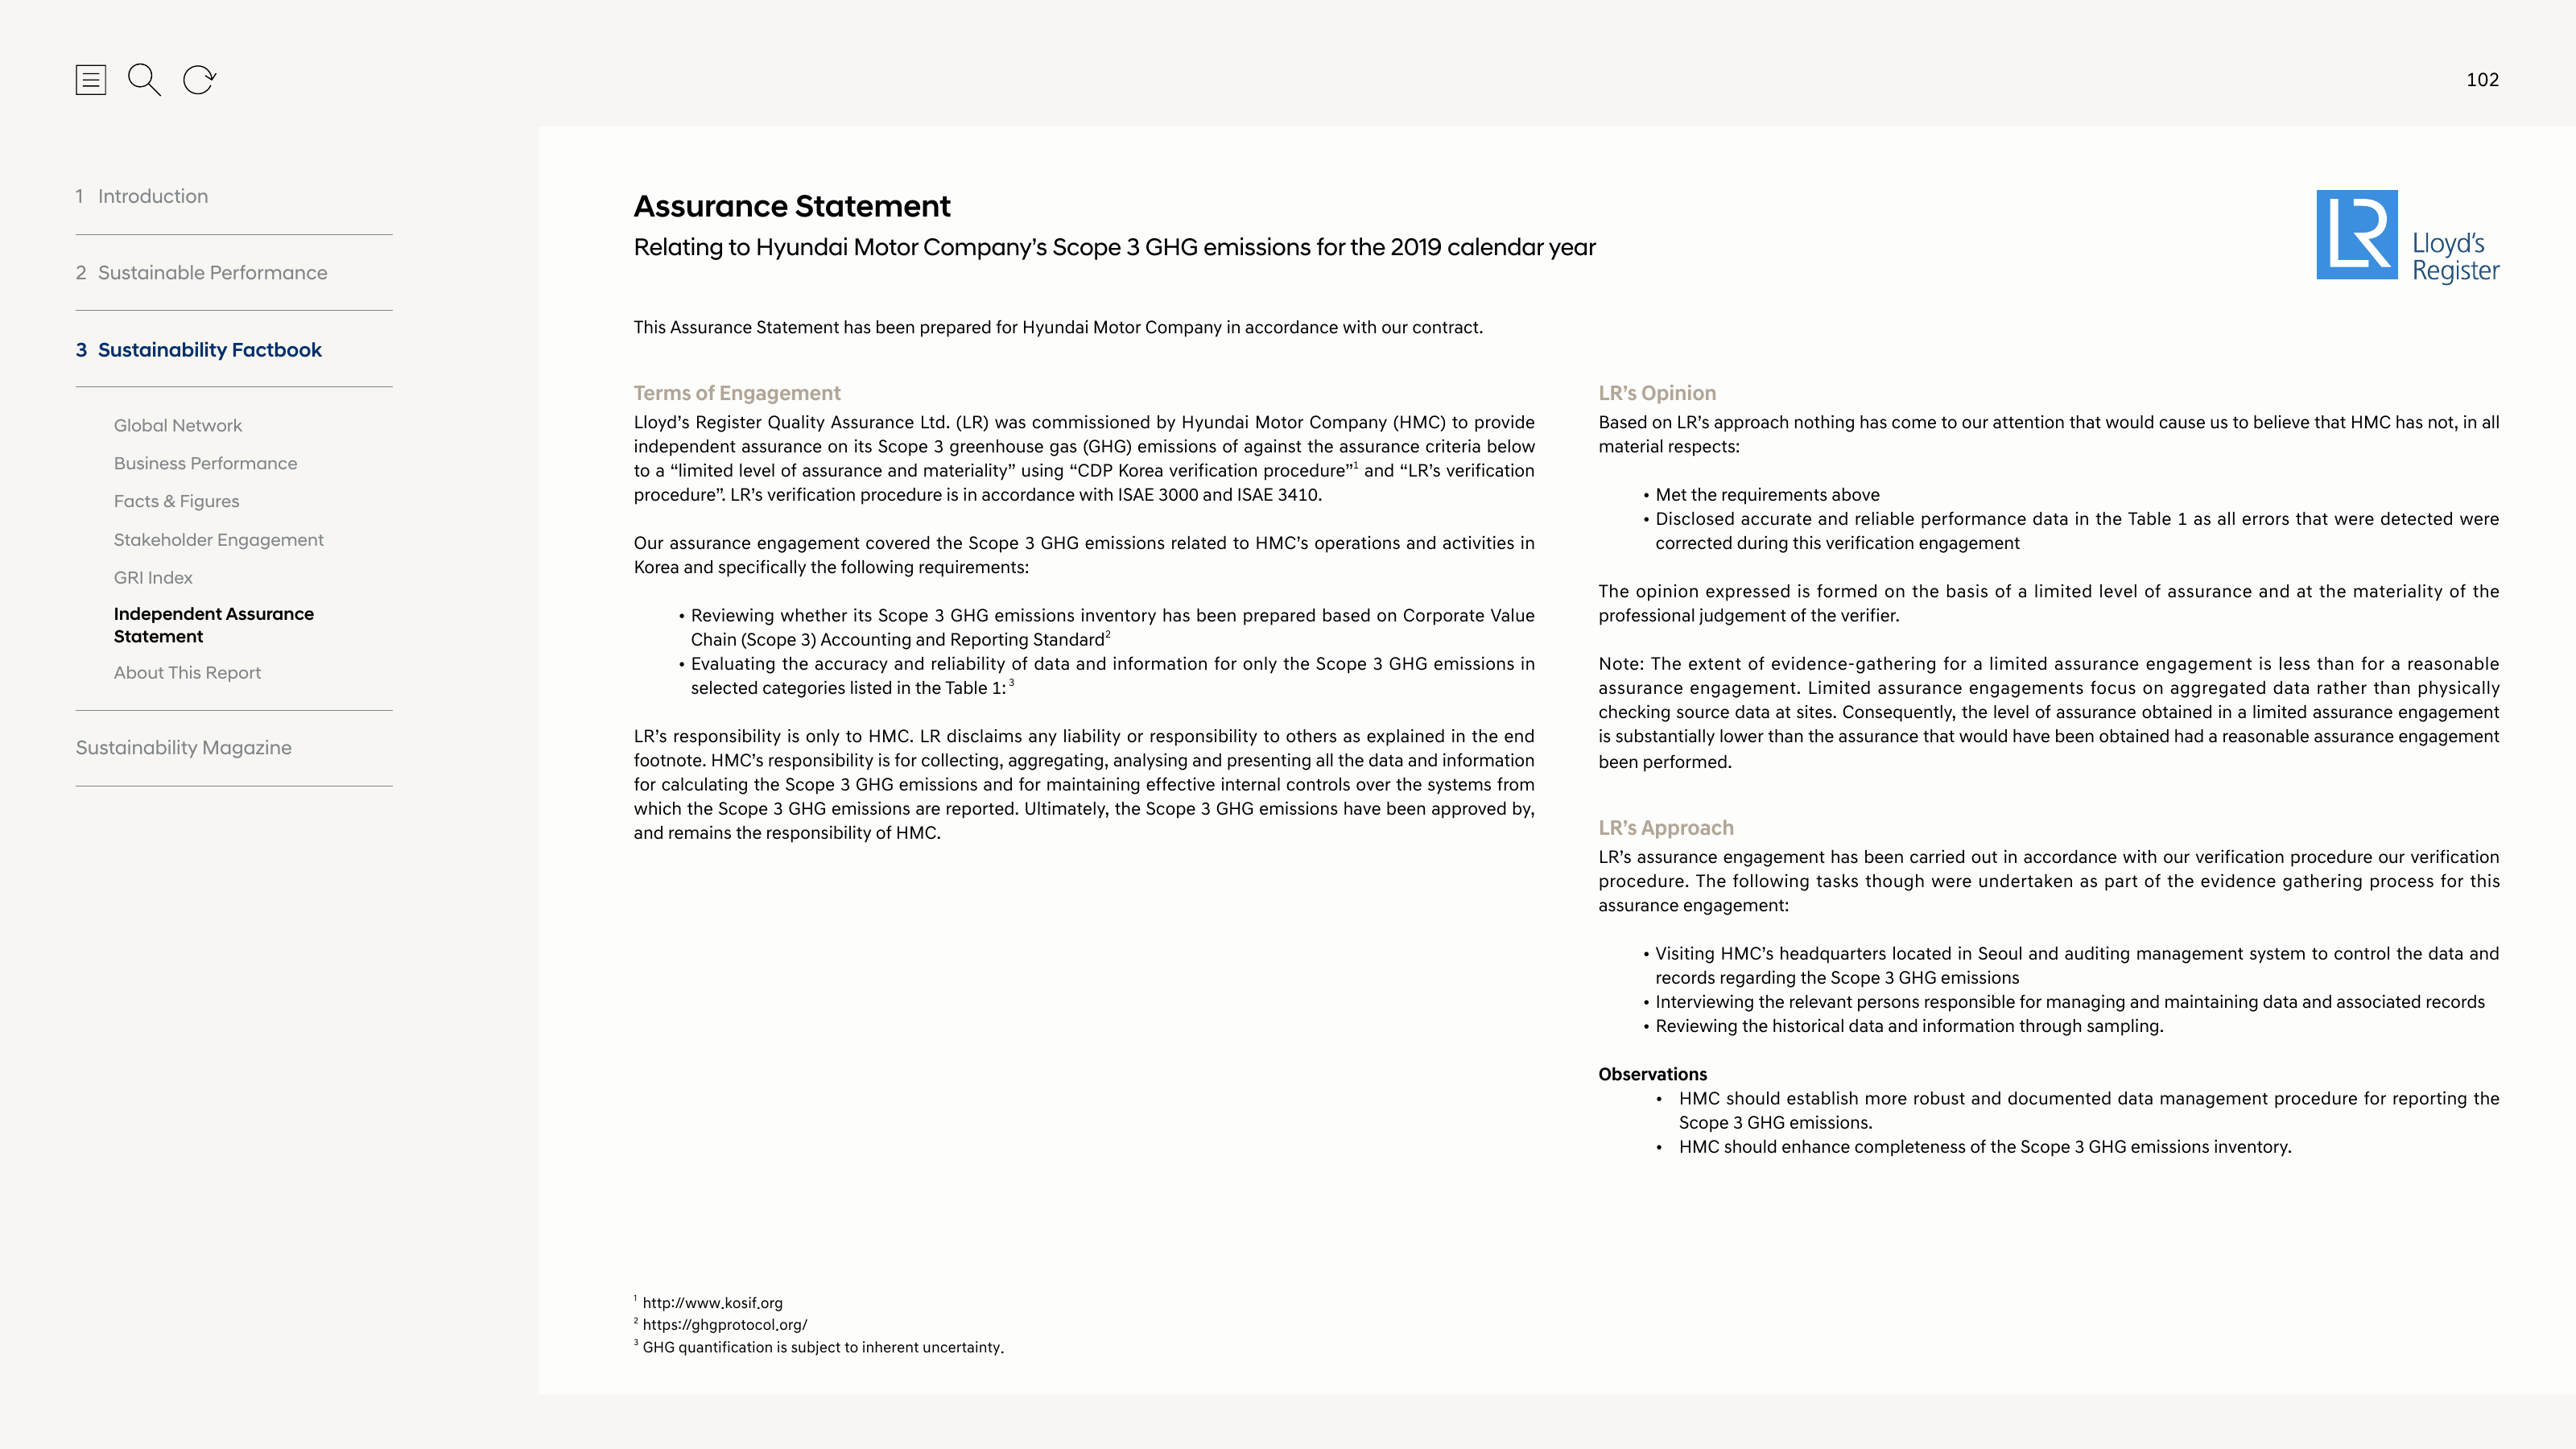 102
1 Introduction
2 Sustainable Performance
3 Sustainability Factbook
Global Network
Business Performance
Facts & Figures
Stakeholder Engagement
GRI Index
Independent Assurance
Statement
About This Report
Sustainability Magazine
Assurance Statement
Relating to Hyundai Motor Company’s Scope 3 GHG emissions for the 2019 calendar year
LR
Lloyd’s
Register
This Assurance Statement has been prepared for Hyundai Motor Company in accordance with our contract.
Terms of Engagement
Lloyd’s Register Quality Assurance Ltd. (LR) was commissioned by Hyundai Motor Company (HMC) to provide
independent assurance on its Scope 3 greenhouse gas (GHG) emissions of against the assurance criteria below
to a “limited level of assurance and materiality” using “CDP Korea verification procedure”1 and “LR’s verification
procedure”. LR’s verification procedure is in accordance with ISAE 3000 and ISAE 3410.
Our assurance engagement covered the Scope 3 GHG emissions related to HMC’s operations and activities in
Korea and specifically the following requirements:
• Reviewing whether its Scope 3 GHG emissions inventory has been prepared based on Corporate Value
Chain (Scope 3) Accounting and Reporting Standard2
• Evaluating the accuracy and reliability of data and information for only the Scope 3 GHG emissions in
selected categories listed in the Table 1: 3
LR’s responsibility is only to HMC. LR disclaims any liability or responsibility to others as explained in the end
footnote. HMC’s responsibility is for collecting, aggregating, analysing and presenting all the data and information
for calculating the Scope 3 GHG emissions and for maintaining effective internal controls over the systems from
which the Scope 3 GHG emissions are reported. Ultimately, the Scope 3 GHG emissions have been approved by,
and remains the responsibility of HMC.
LR’s Opinion
Based on LR’s approach nothing has come to our attention that would cause us to believe that HMC has not, in all
material respects:
• Met the requirements above
• Disclosed accurate and reliable performance data in the Table 1 as all errors that were detected were
corrected during this verification engagement
The opinion expressed is formed on the basis of a limited level of assurance and at the materiality of the
professional judgement of the verifier.
Note: The extent of evidence-gathering for a limited assurance engagement is less than for a reasonable
assurance engagement. Limited assurance engagements focus on aggregated data rather than physically
checking source data at sites. Consequently, the level of assurance obtained in a limited assurance engagement
is substantially lower than the assurance that would have been obtained had a reasonable assurance engagement
been performed.
LR’s Approach
LR’s assurance engagement has been carried out in accordance with our verification procedure our verification
procedure. The following tasks though were undertaken as part of the evidence gathering process for this
assurance engagement:
• Visiting HMC’s headquarters located in Seoul and auditing management system to control the data and
records regarding the Scope 3 GHG emissions
• Interviewing the relevant persons responsible for managing and maintaining data and associated records
• Reviewing the historical data and information through sampling.
Observations
• HMC should establish more robust and documented data management procedure for reporting the
Scope 3 GHG emissions.
• HMC should enhance completeness of the Scope 3 GHG emissions inventory.
1 http://www.kosif.org
2 https://ghgprotocol.org/
3 GHG quantification is subject to inherent uncertainty.